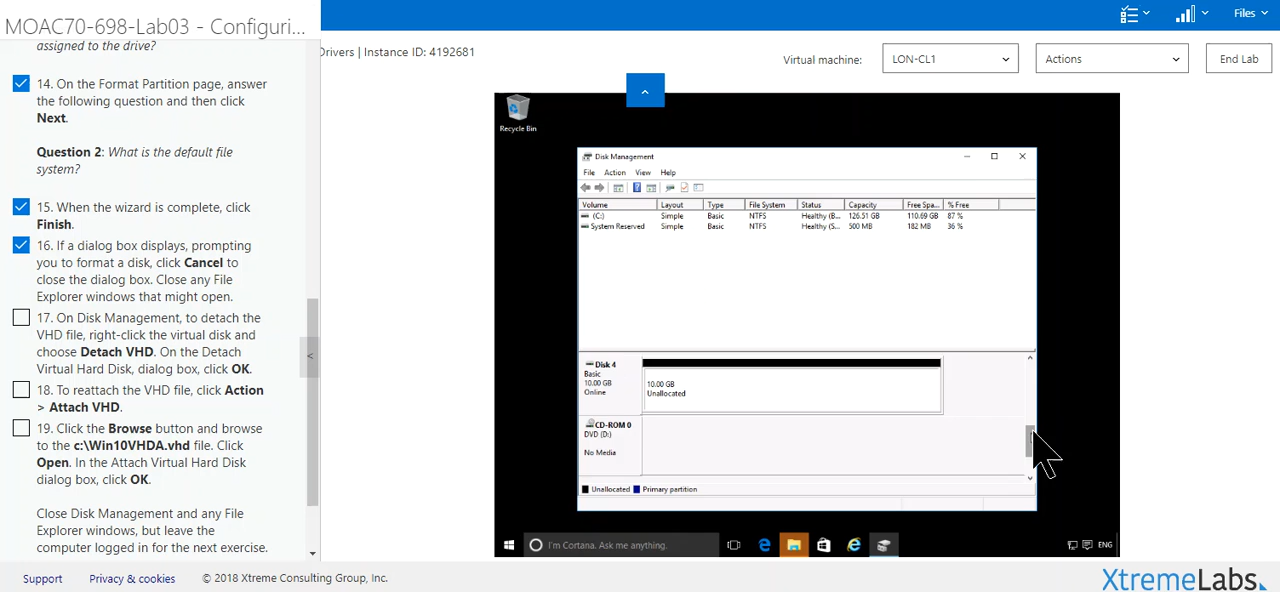 MOAC70-698-Lab03 - Configuri...
Files
assigned to the drive?
Drivers | Instance ID: 4192681
Virtual machine:
LON-CL1
Actions
End Lab
14. On the Format Partition page, answer
the following question and then click
Next.
Question 2: What is the default file
system?
15. When the wizard is complete, click
Finish.
16. If a dialog box displays, prompting
you to format a disk, click Cancel to
close the dialog box. Close any File
Explorer windows that might open.
17. On Disk Management, to detach the
VHD file, right-click the virtual disk and
choose Detach VHD. On the Detach
Virtual Hard Disk, dialog box, click OK.
18. To reattach the VHD file, click Action
> Attach VHD.
19. Click the Browse button and browse
to the c:\Win10VHDA.vhd file. Click
Open. In the Attach Virtual Hard Disk
dialog box, click OK.
Close Disk Management and any File
Explorer windows, but leave the
computer logged in for the next exercise.
Recycle Bin
Disk Management
File Action View Help
Volume Layout Type File System Status Capacity Free Spa... % Free
(C:) Simple Basic NTFS Healthy (B... 126.51 GB 110.69 GB 87 %
System Reserved Simple Basic NTFS Healthy (S... 500 MB 182 MB 36 %
Disk 4
Basic
10.00 GB
Online
10.00 GB
Unallocated
CD-ROM 0
DVD (D:)
No Media
Unallocated Primary partition
I'm Cortana. Ask me anything.
ENG
Support Privacy & cookies © 2018 Xtreme Consulting Group, Inc.
XtremeLabs